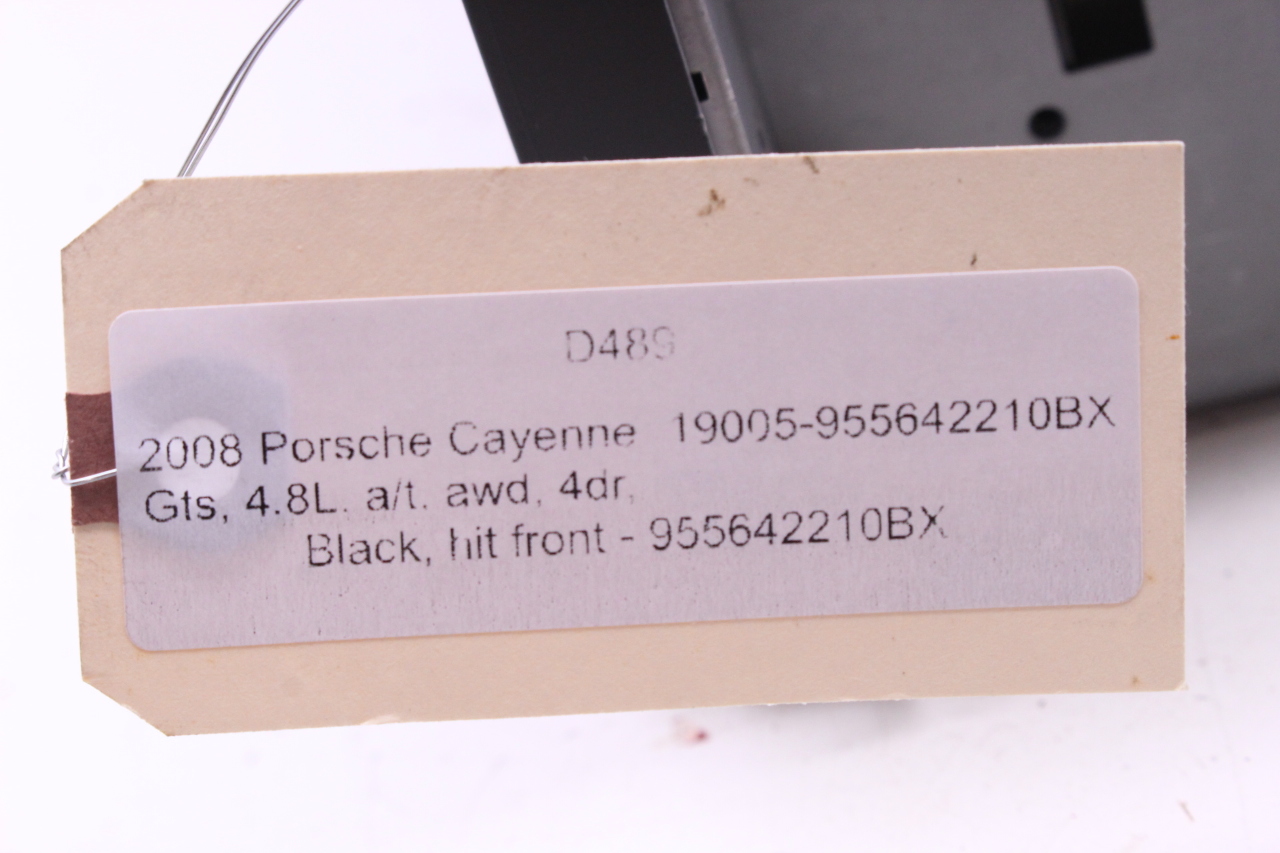 D489
2008 Porsche Cayenne 19005-955642210BX
Gts, 4.8L. a/t. awd, 4dr,
Black, hit front - 955642210BX